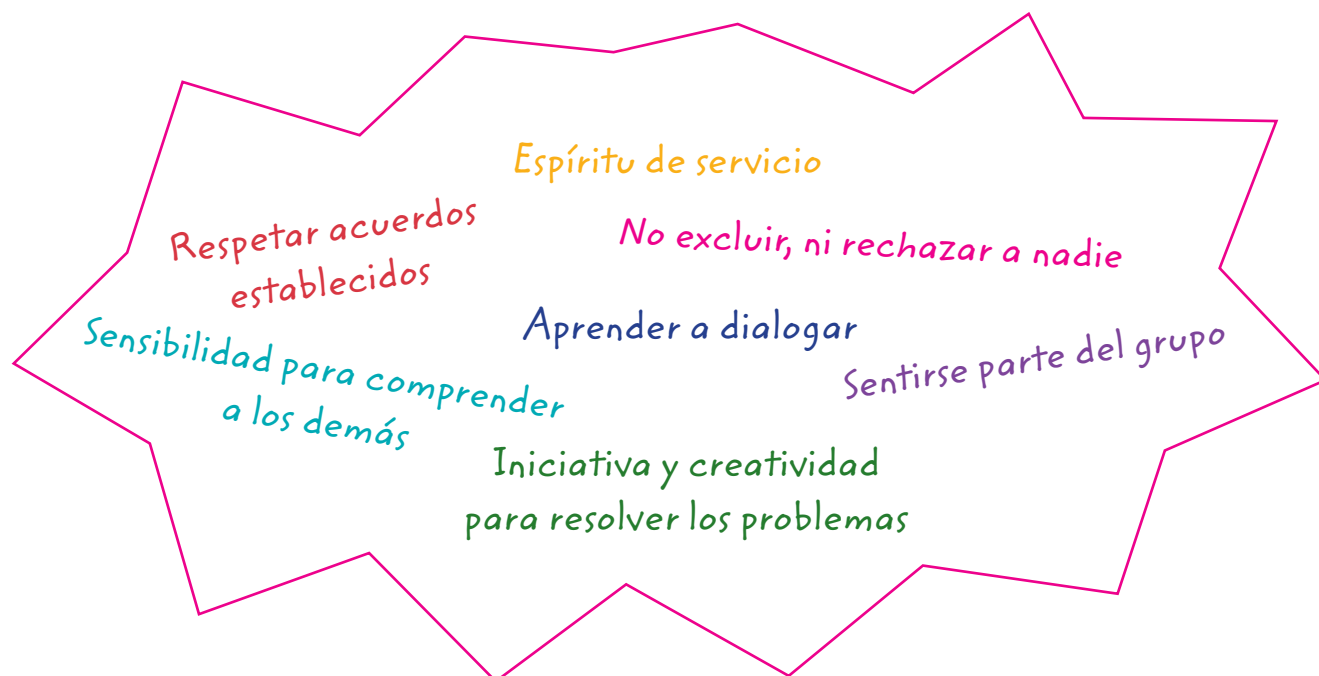 Espíritu de servicio
Respetar acuerdos
establecidos
No excluir, ni rechazar a nadie
Aprender a dialogar
Sensibilidad para comprender
a los demás
Sentirse parte del grupo
Iniciativa y creatividad
para resolver los problemas